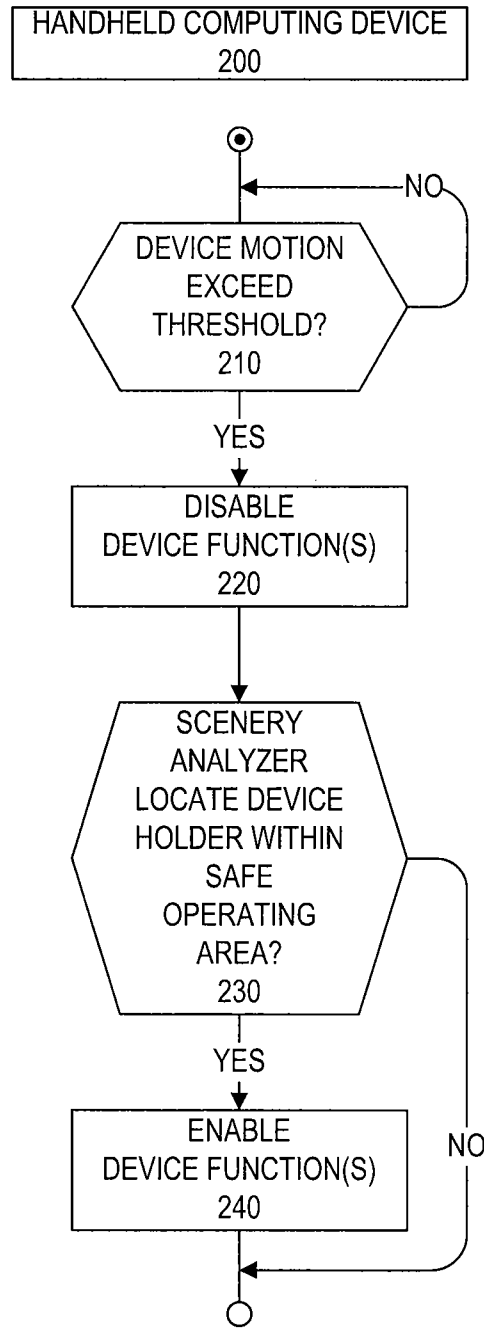 HANDHELD COMPUTING DEVICE
200
NO
DEVICE MOTION
EXCEED
THRESHOLD?
210
YES
DISABLE
DEVICE FUNCTION(S)
220
SCENERY
ANALYZER
LOCATE DEVICE
HOLDER WITHIN
SAFE
OPERATING
AREA?
230
YES
ENABLE
DEVICE FUNCTION(S)
240
NO